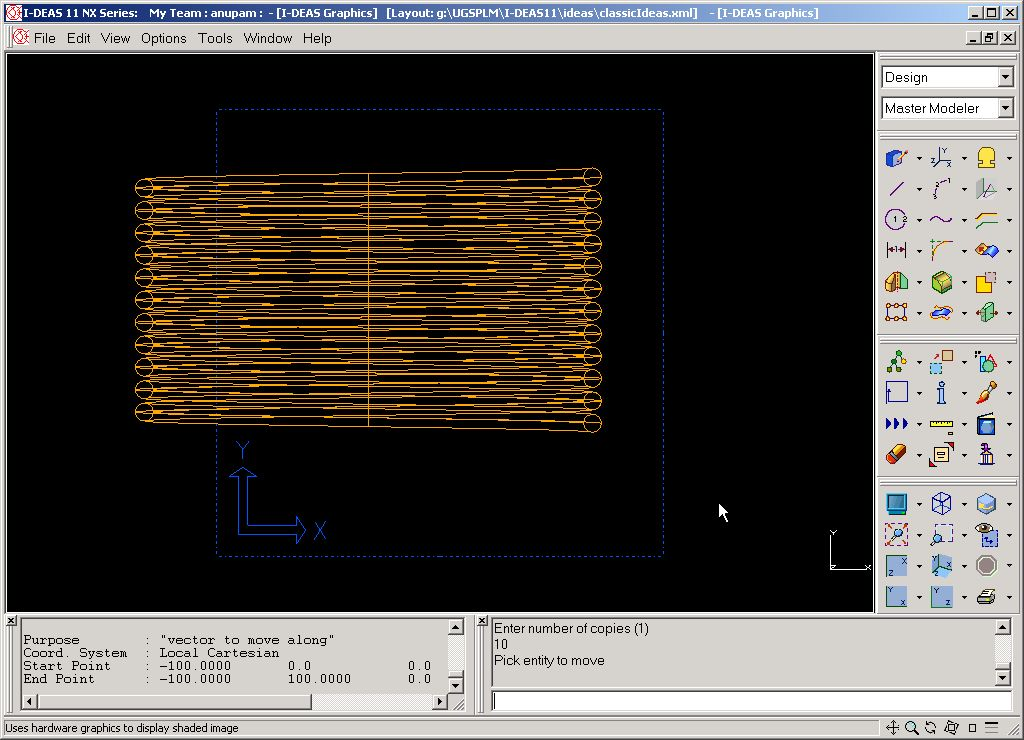 I-DEAS 11 NX Series:   My Team : anupam :  - [I-DEAS Graphics]  [Layout: g:\UGSPLM\I-DEAS11\ideas\classicIdeas.xml]   - [I-DEAS Graphics]
File Edit View Options Tools Window Help
Design
Master Modeler
Y
X
Y
X
Purpose : "vector to move along"
Coord. System : Local Cartesian
Start Point : -100.0000 0.0 0.0
End Point : -100.0000 100.0000 0.0
Enter number of copies (1)
10
Pick entity to move
Uses hardware graphics to display shaded image